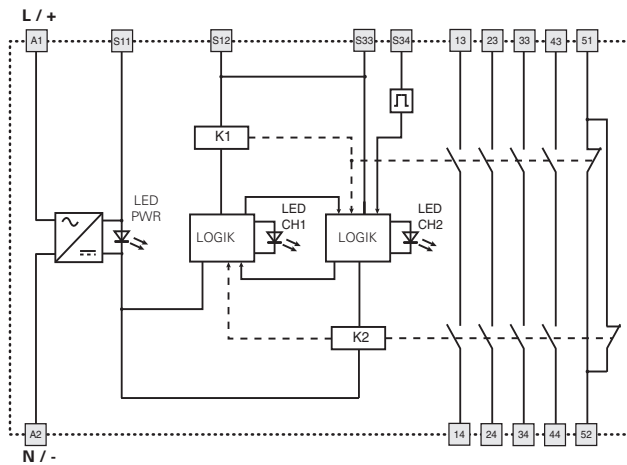 L / +
A1 S11 S12 S33 S34 13 23 33 43 51
K1
LED
PWR
LED
CH1
LED
CH2
LOGIK LOGIK
K2
A2 14 24 34 44 52
N / -